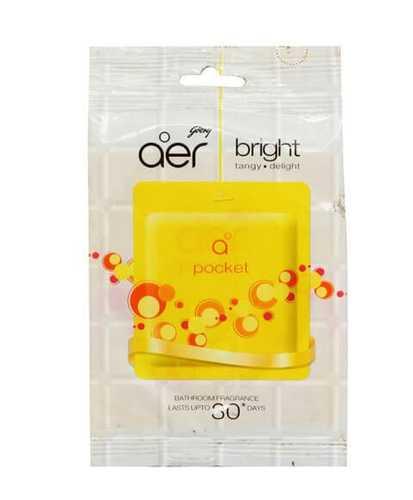 Godrej
aer
bright
tangy • delight
a
pocket
BATHROOM FRAGRANCE
LASTS UPTO 30* DAYS